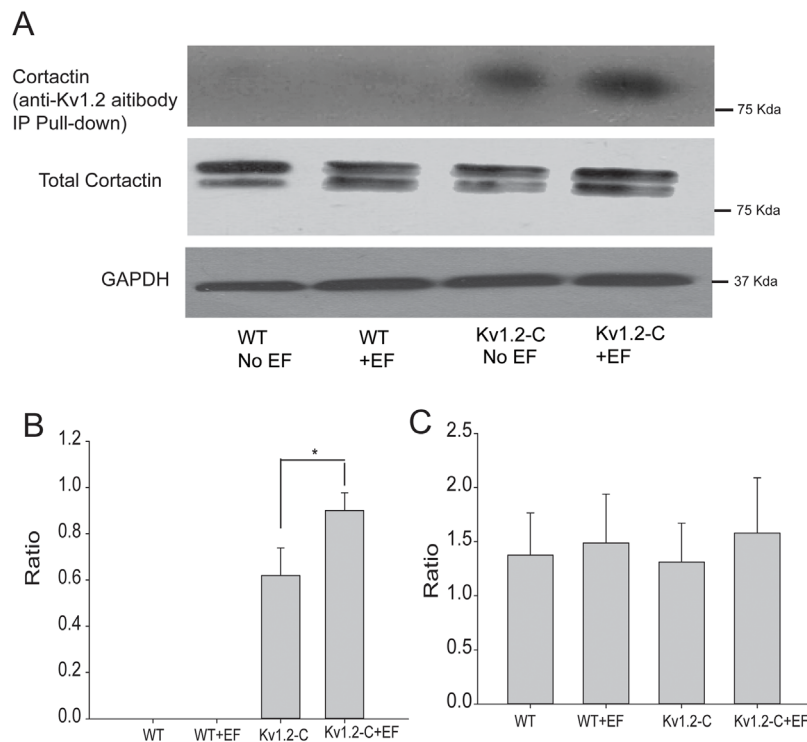 A
Cortactin
(anti-Kv1.2 aitibody
IP Pull-down)
75 Kda
Total Cortactin
75 Kda
GAPDH
37 Kda
WT
No EF
WT
+EF
Kv1.2-C
No EF
Kv1.2-C
+EF
B
1.2
1.0
0.8
0.6
0.4
0.2
0.0
Ratio
*
WT
WT+EF
Kv1.2-C
Kv1.2-C+EF
C
2.5
2.0
1.5
1.0
0.5
0.0
Ratio
WT
WT+EF
Kv1.2-C
Kv1.2-C+EF